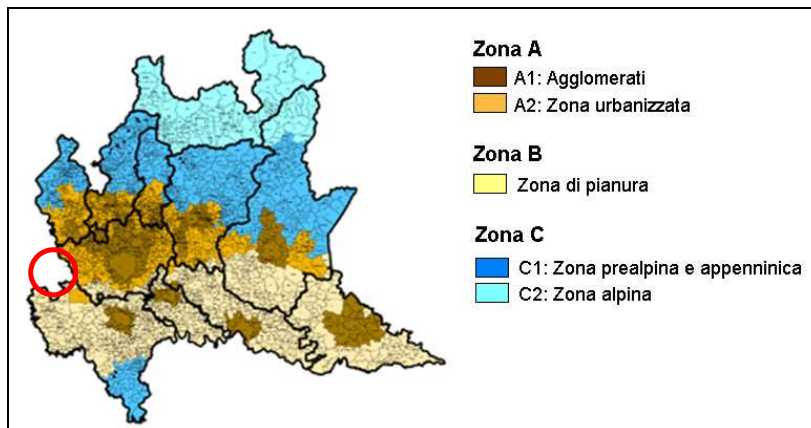 Zona A
A1: Agglomerati
A2: Zona urbanizzata
Zona B
Zona di pianura
Zona C
C1: Zona prealpina e appenninica
C2: Zona alpina